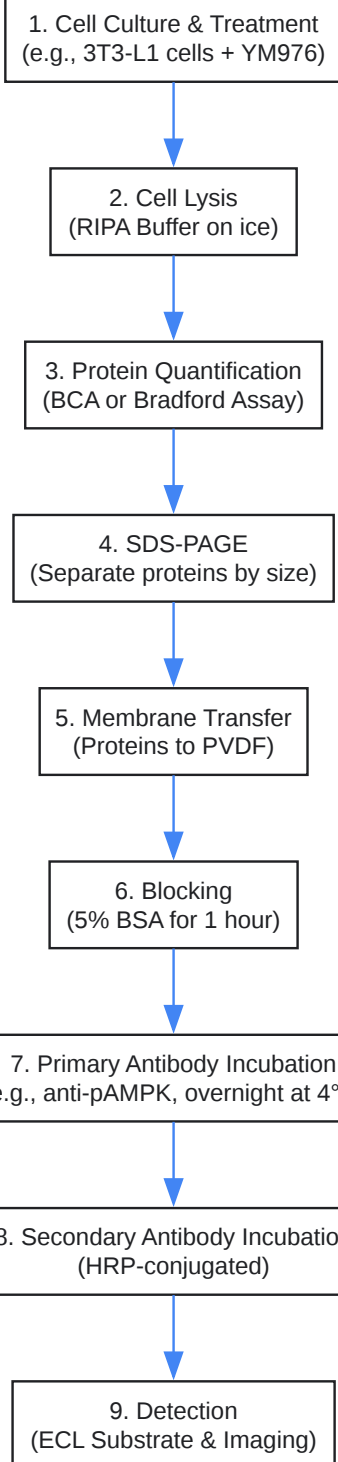 1. Cell Culture & Treatment
(e.g., 3T3-L1 cells + YM976)
2. Cell Lysis
(RIPA Buffer on ice)
3. Protein Quantification
(BCA or Bradford Assay)
4. SDS-PAGE
(Separate proteins by size)
5. Membrane Transfer
(Proteins to PVDF)
6. Blocking
(5% BSA for 1 hour)
7. Primary Antibody Incubation
e.g., anti-pAMPK, overnight at 4°
8. Secondary Antibody Incubatio
(HRP-conjugated)
9. Detection
(ECL Substrate & Imaging)